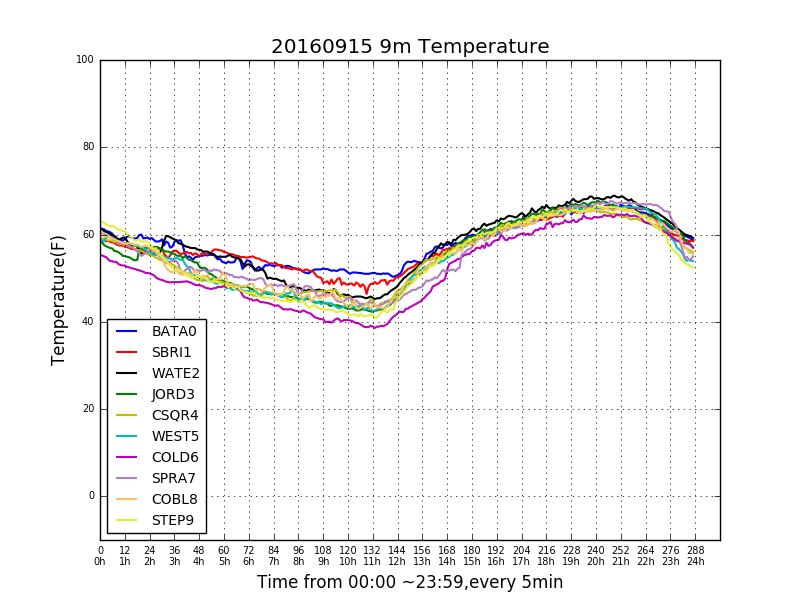 20160915 9m Temperature
100
80
60
40
20
0
Temperature(F)
BATA0
SBRI1
WATE2
JORD3
CSQR4
WEST5
COLD6
SPRA7
COBL8
STEP9
0 12 24 36 48 60 72 84 96 108 120 132 144 156 168 180 192 204 216 228 240 252 264 276 288
0h 1h 2h 3h 4h 5h 6h 7h 8h 9h 10h 11h 12h 13h 14h 15h 16h 17h 18h 19h 20h 21h 22h 23h 24h
Time from 00:00 ~23:59,every 5min